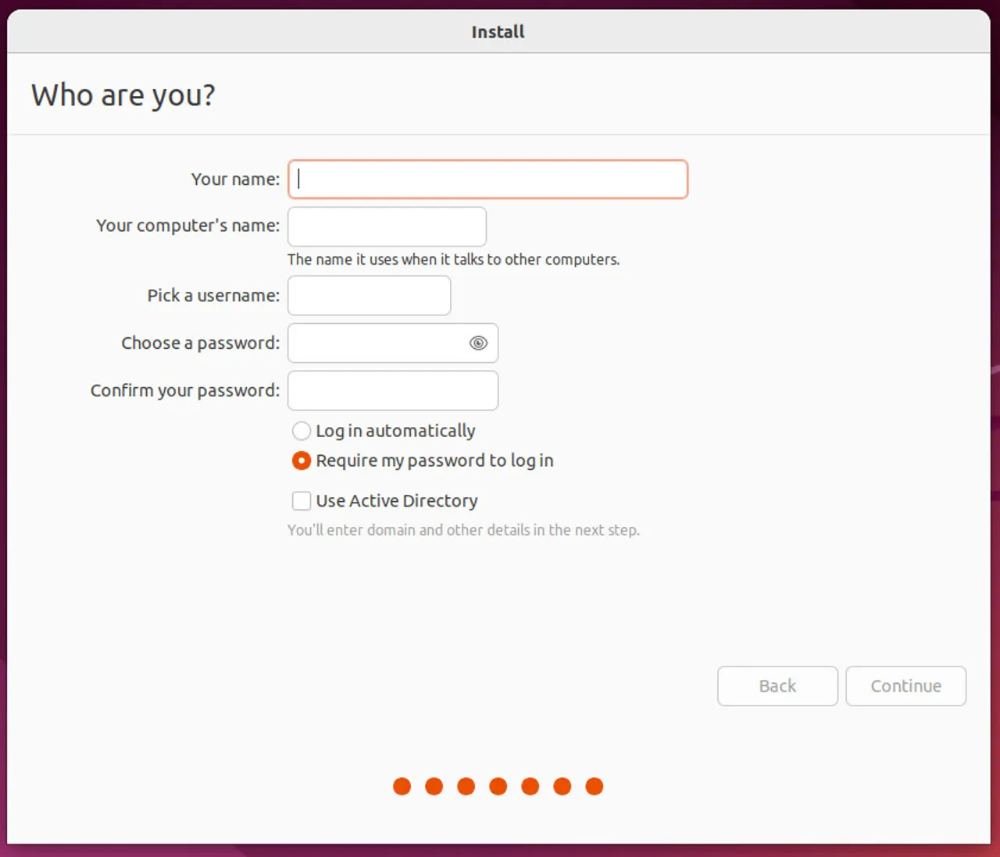 Install
Who are you?
Your name:
Your computer's name:
The name it uses when it talks to other computers.
Pick a username:
Choose a password:
Confirm your password:
Log in automatically
Require my password to log in
Use Active Directory
You'll enter domain and other details in the next step.
Back Continue